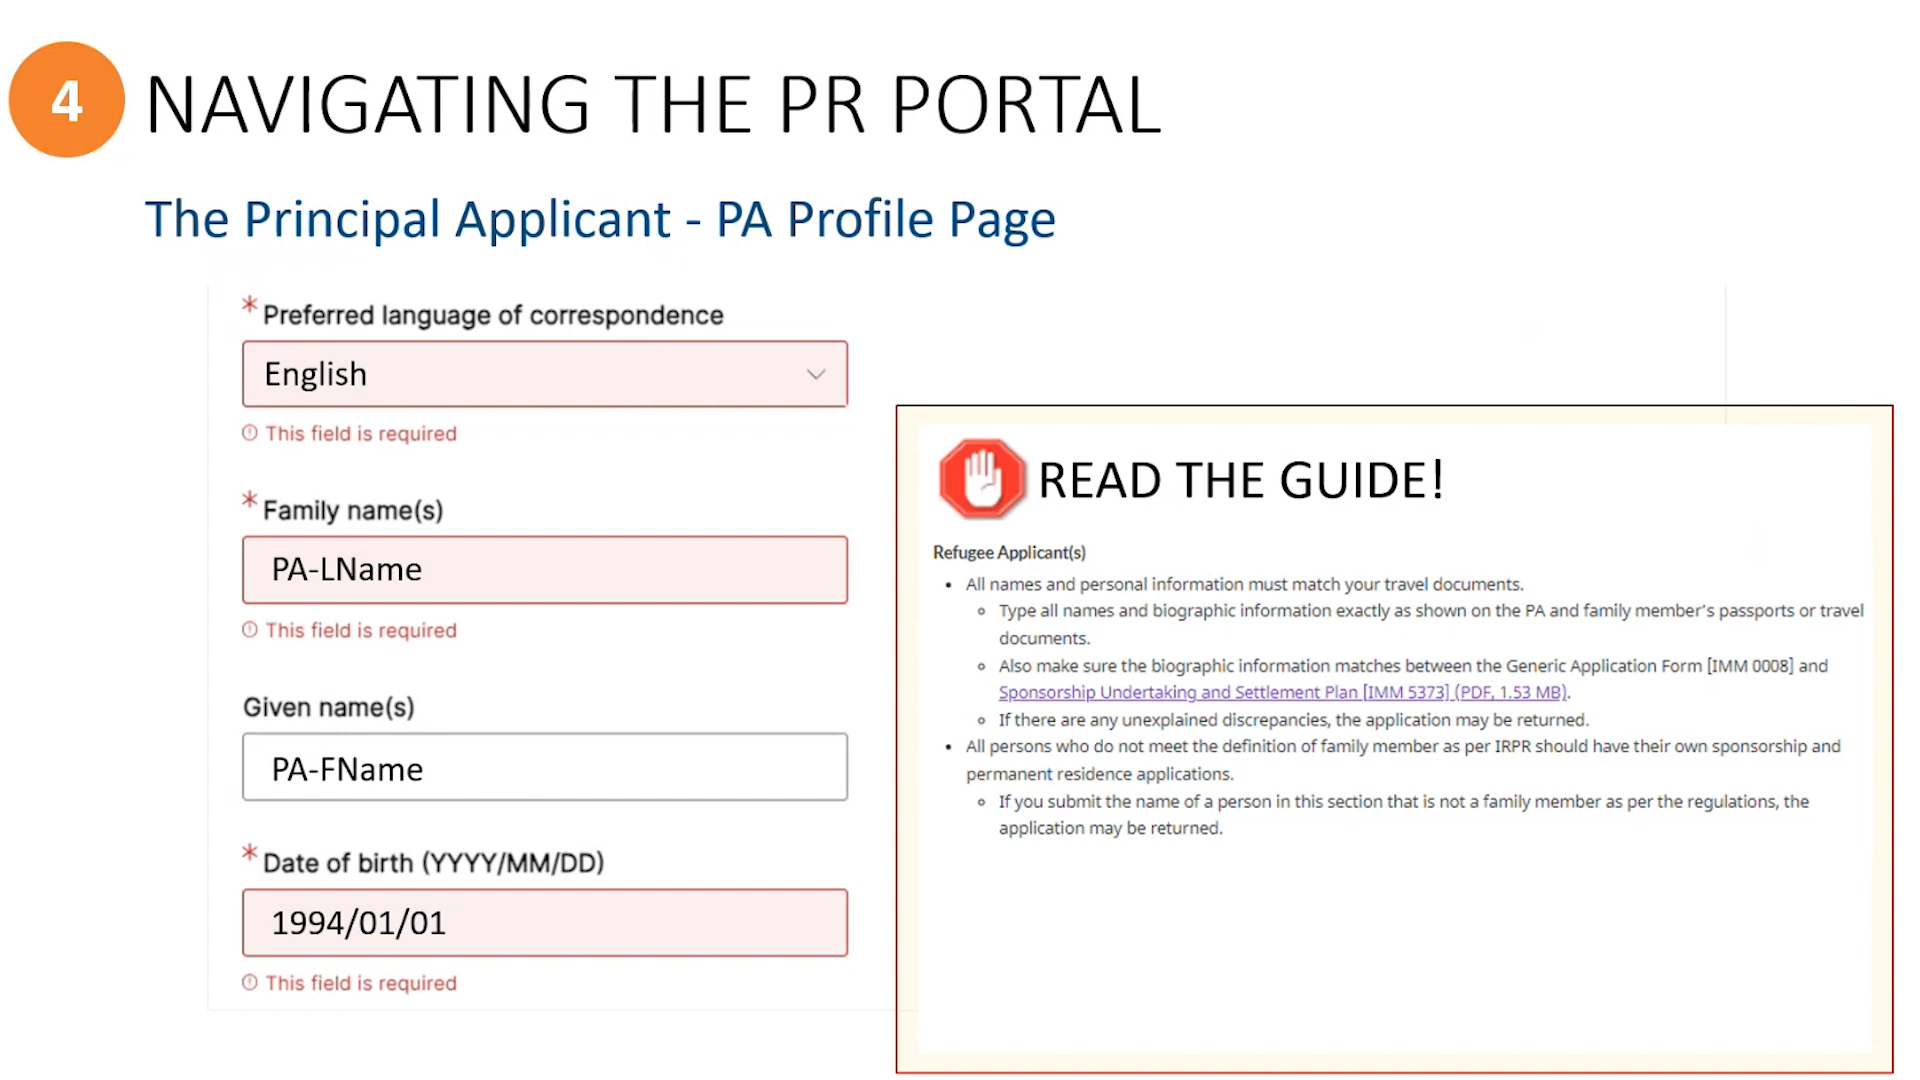 4
NAVIGATING THE PR PORTAL
The Principal Applicant - PA Profile Page
* Preferred language of correspondence
English
This field is required
* Family name(s)
PA-LName
This field is required
Given name(s)
PA-FName
* Date of birth (YYYY/MM/DD)
1994/01/01
This field is required
READ THE GUIDE!
Refugee Applicant(s)
• All names and personal information must match your travel documents.
◦ Type all names and biographic information exactly as shown on the PA and family member's passports or travel
documents.
◦ Also make sure the biographic information matches between the Generic Application Form [IMM 0008] and
Sponsorship Undertaking and Settlement Plan [IMM 5373] (PDF, 1.53 MB).
◦ If there are any unexplained discrepancies, the application may be returned.
• All persons who do not meet the definition of family member as per IRPR should have their own sponsorship and
permanent residence applications.
◦ If you submit the name of a person in this section that is not a family member as per the regulations, the
application may be returned.